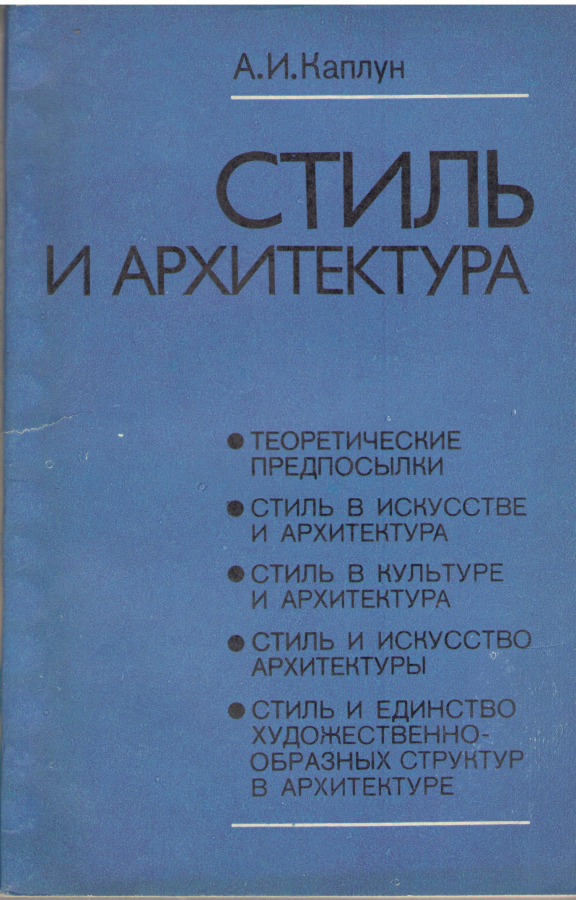 А.И.Каплун
СТИЛЬ
И АРХИТЕКТУРА
● ТЕОРЕТИЧЕСКИЕ
ПРЕДПОСЫЛКИ
● СТИЛЬ В ИСКУССТВЕ
И АРХИТЕКТУРА
● СТИЛЬ В КУЛЬТУРЕ
И АРХИТЕКТУРА
● СТИЛЬ И ИСКУССТВО
АРХИТЕКТУРЫ
● СТИЛЬ И ЕДИНСТВО
ХУДОЖЕСТВЕННО-
ОБРАЗНЫХ СТРУКТУР
В АРХИТЕКТУРЕ